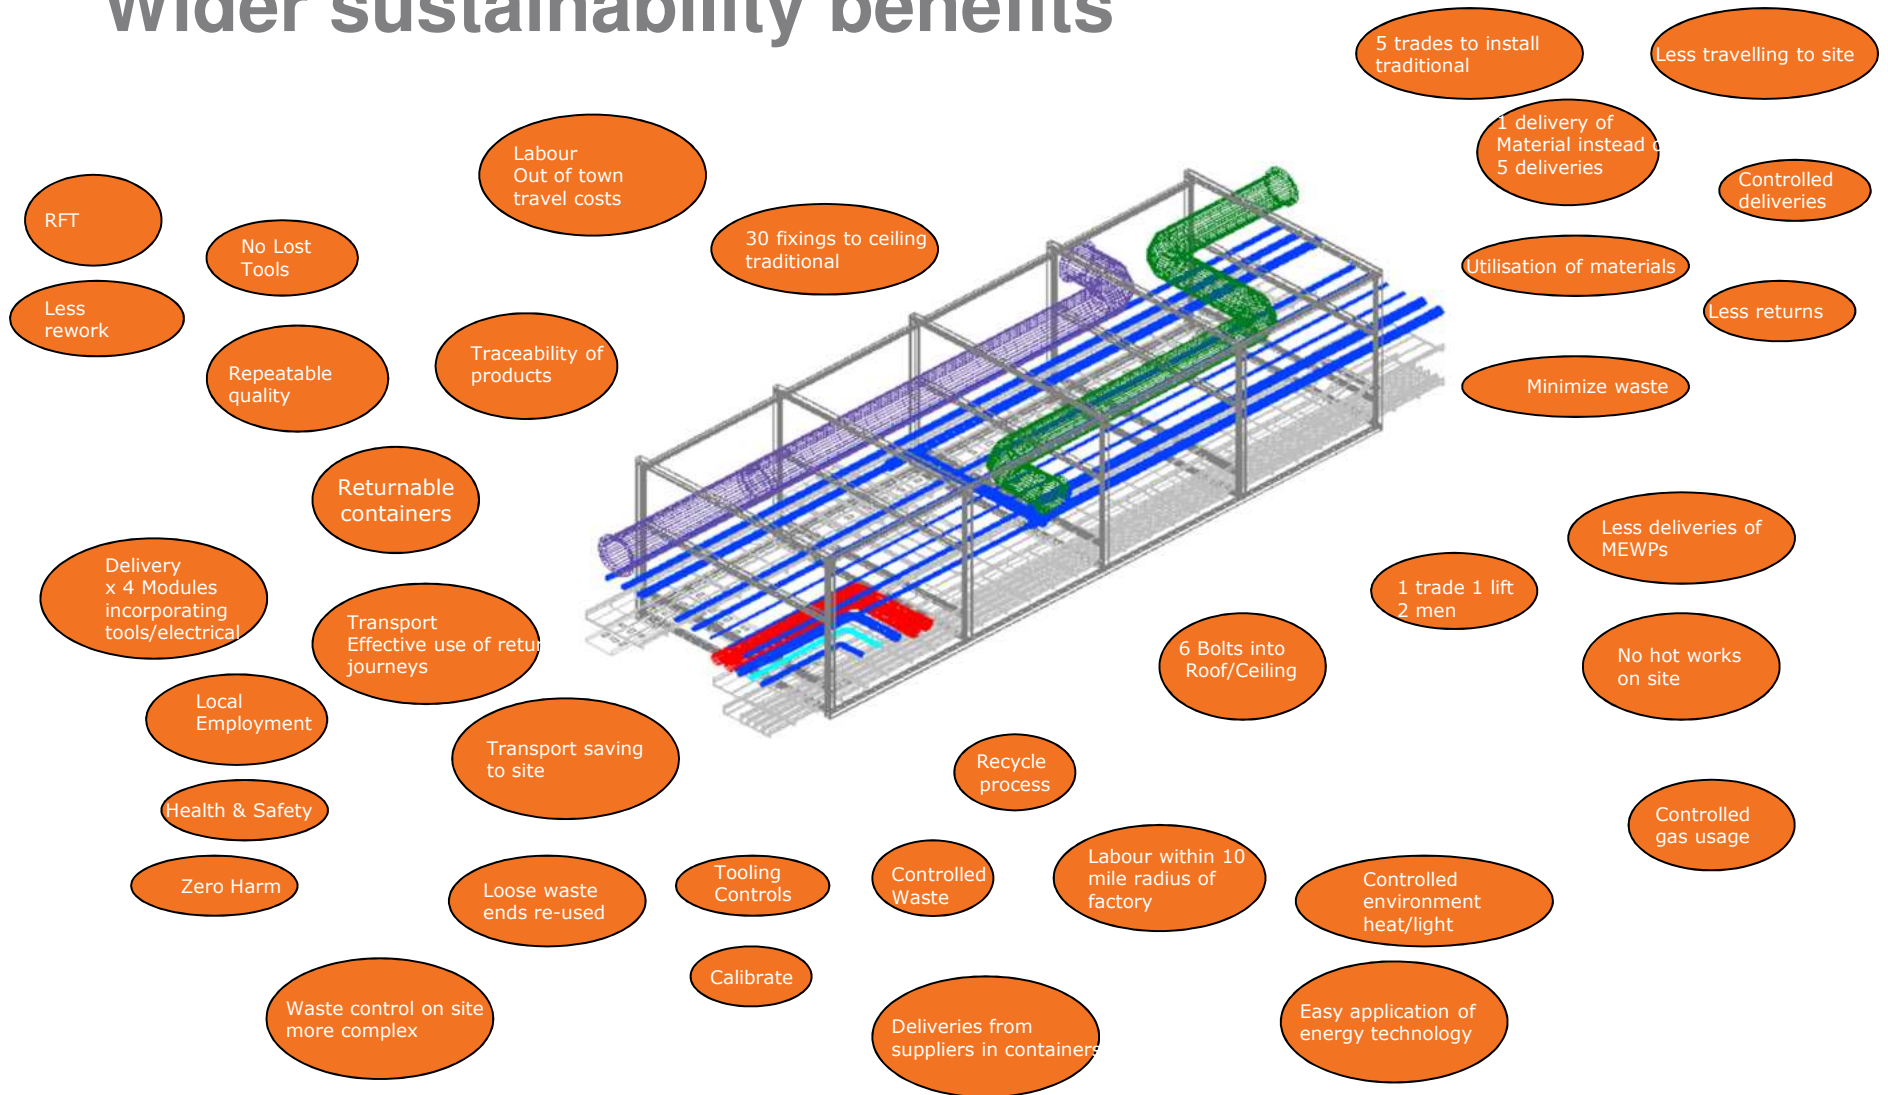 Wider sustainability benefits
5 trades to install
traditional
Less travelling to site
1 delivery of
Material instead
5 deliveries
Controlled
deliveries
Labour
Out of town
travel costs
RFT
No Lost
Tools
30 fixings to ceiling
traditional
Utilisation of materials
Less returns
Less
rework
Repeatable
quality
Traceability of
products
Minimize waste
Returnable
containers
Delivery
x 4 Modules
incorporating
tools/electrical
Transport
Effective use of retur
journeys
Less deliveries of
MEWPs
1 trade 1 lift
2 men
6 Bolts into
Roof/Ceiling
No hot works
on site
Local
Employment
Transport saving
to site
Recycle
process
Health & Safety
Controlled
gas usage
Zero Harm
Loose waste
ends re-used
Tooling
Controls
Controlled
Waste
Labour within 10
mile radius of
factory
Controlled
environment
heat/light
Calibrate
Waste control on site
more complex
Deliveries from
suppliers in containers
Easy application of
energy technology